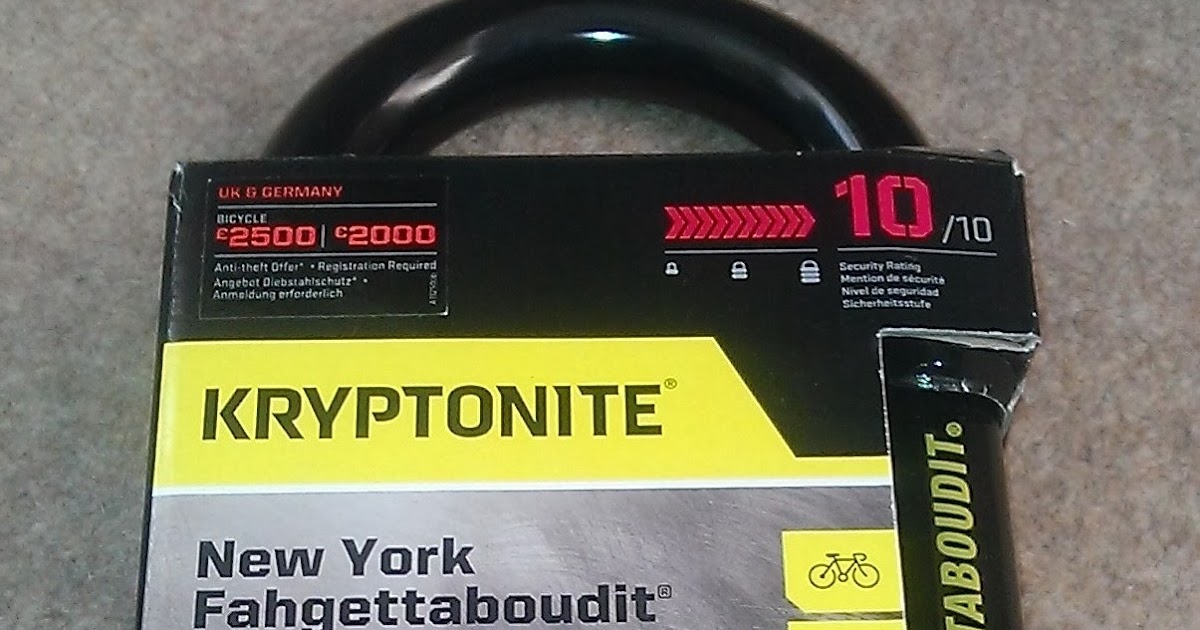 UK & GERMANY
BICYCLE
£2500 | €2000
Anti-theft Offer* • Registration Required
Angebot Diebstahlschutz* •
Anmeldung erforderlich
10/10
Security Rating
Mention de sécurité
Nivel de seguridad
Sicherheitsstufe
KRYPTONITE®
New York
Fahgettaboudit®
TABOUDIT®